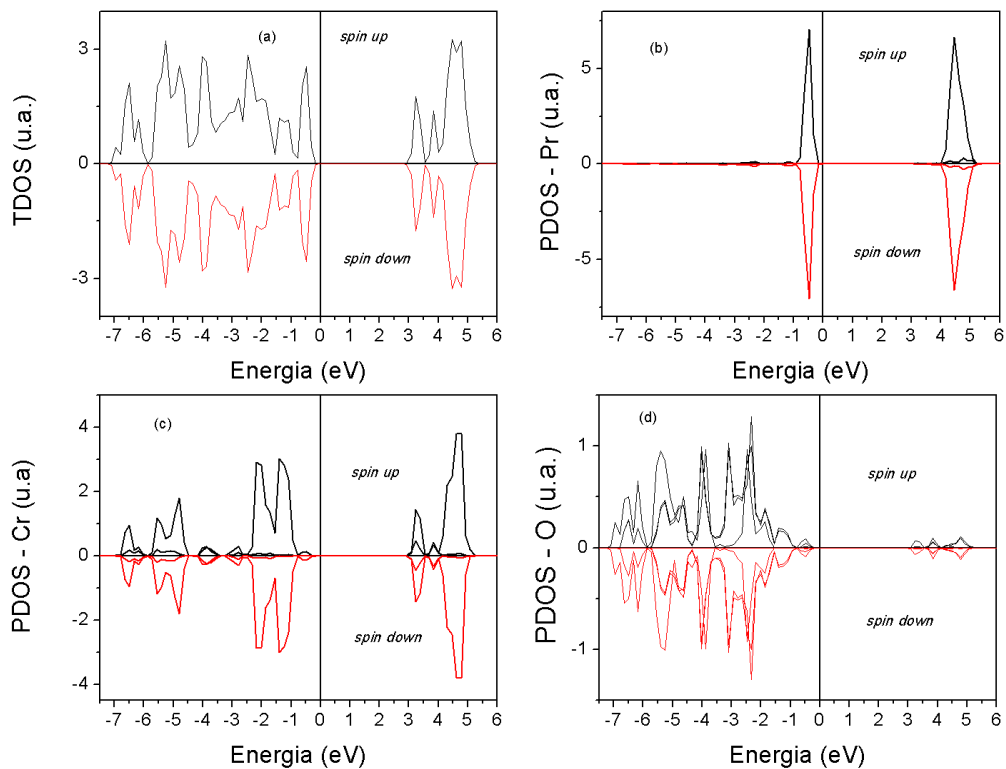 (a)
spin up
3
0
-3
TDOS (u.a.)
spin down
-7 -6 -5 -4 -3 -2 -1 0 1 2 3 4 5 6
Energia (eV)
(b)
spin up
5
0
-5
PDOS - Pr (u.a.)
spin down
-7 -6 -5 -4 -3 -2 -1 0 1 2 3 4 5 6
Energia (eV)
(c)
spin up
4
2
0
-2
-4
PDOS - Cr (u.a)
spin down
-7 -6 -5 -4 -3 -2 -1 0 1 2 3 4 5 6
Energia (eV)
(d)
spin up
1
0
-1
PDOS - O (u.a.)
spin down
-7 -6 -5 -4 -3 -2 -1 0 1 2 3 4 5 6
Energia (eV)